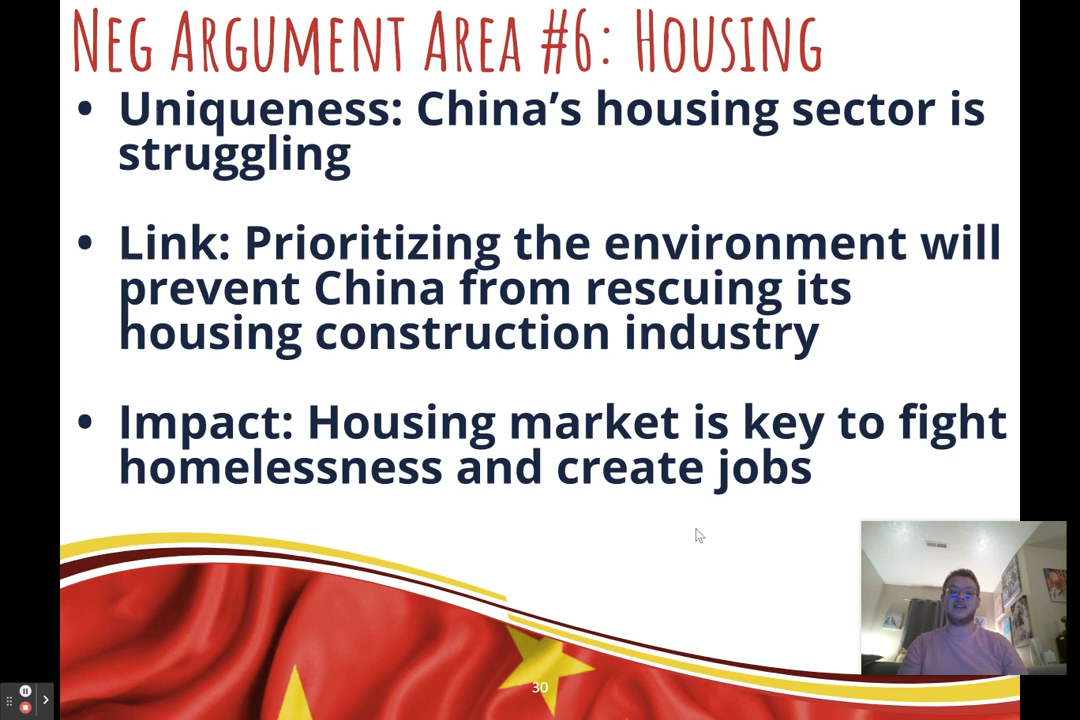 Neg Argument Area #6: Housing
• Uniqueness: China’s housing sector is
struggling
• Link: Prioritizing the environment will
prevent China from rescuing its
housing construction industry
• Impact: Housing market is key to fight
homelessness and create jobs
30